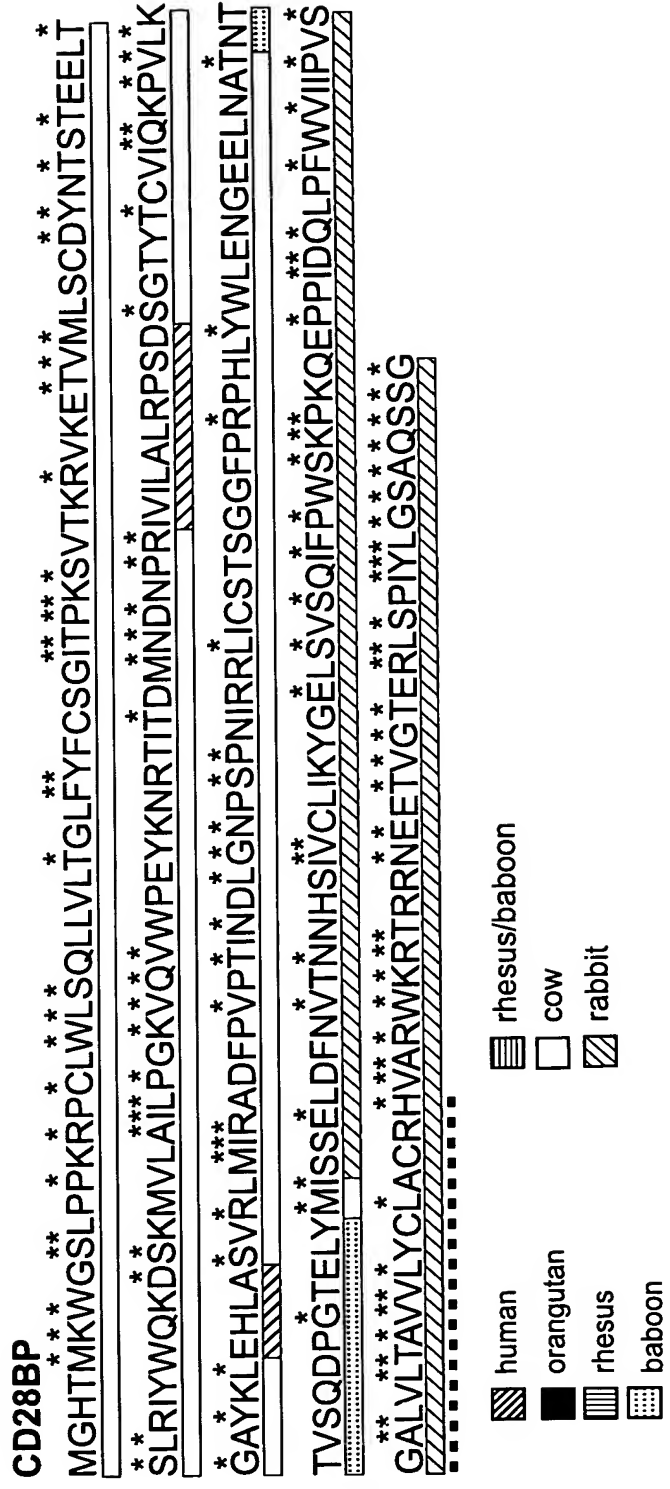 CD28BP
MGHTMKWGSLPPKRPCLWLSQLLVLTGLFYFCSGITPKSVTKRVKETVMLSCDYNTSTEELT
SLRIYWQKDSKMVLAILPGKVQVWPEYKNRTITDMNDNPRIVILALRPSDSGTYTCVIQKPVLK
GAYKLEHLASVRLMIRADFPVPTINDLGNPSPNIRRLICSTSGGFPRPHLYWLENGEELNATNT
TVSQDPGTELYMISSELDFNVTNNHSIVCLIKYGELSVSQIFPWSKPKQEPPIDQLPFWVIIPVS
GALVLTAVVLYCLACRHVARWKRTRRNEETVGTERLSPIYLGSAQSSG
human
orangutan
rhesus
baboon
rhesus/baboon
cow
rabbit